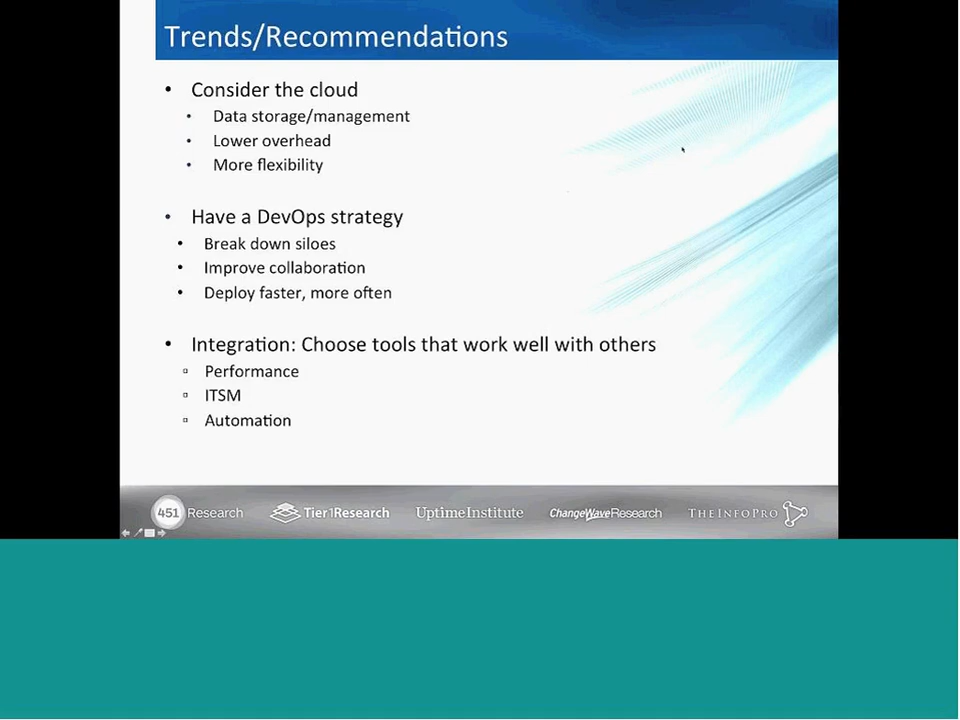 Trends/Recommendations
• Consider the cloud
• Data storage/management
• Lower overhead
• More flexibility
• Have a DevOps strategy
• Break down siloes
• Improve collaboration
• Deploy faster, more often
• Integration: Choose tools that work well with others
▫ Performance
▫ ITSM
▫ Automation
451 Research Tier1Research UptimeInstitute ChangeWaveResearch THEINFOPRO